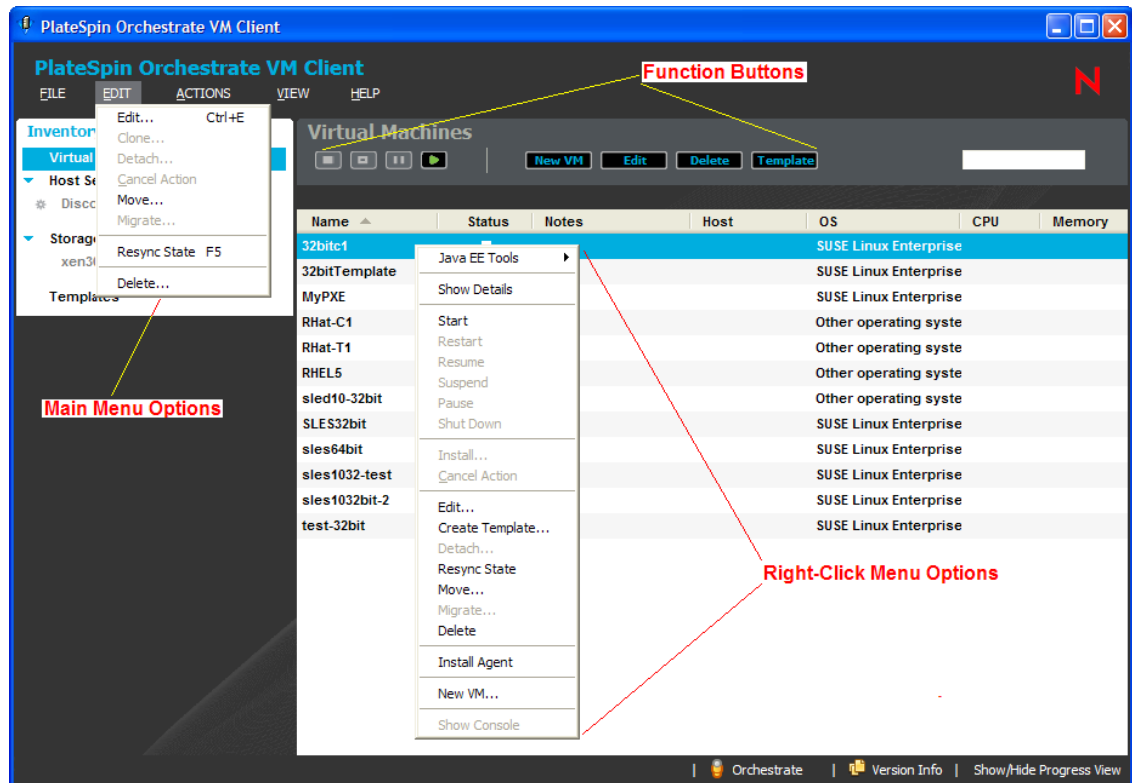 PlateSpin Orchestrate VM Client
PlateSpin Orchestrate VM Client
Function Buttons
N
FILE EDIT ACTIONS VIEW HELP
Edit... Ctrl+E
Clone...
Detach...
Cancel Action
Move...
Migrate...
Resync State F5
Delete...
Inventor
Virtual
Host Se
Disco
Storag
xen3
Templates
Main Menu Options
Virtual Machines
New VM Edit Delete Template
Name Status Notes Host OS CPU Memory
32bitc1 SUSE Linux Enterprise
32bitTemplate SUSE Linux Enterprise
MyPXE SUSE Linux Enterprise
RHat-C1 Other operating syste
RHat-T1 Other operating syste
RHEL5 Other operating syste
sled10-32bit Other operating syste
SLES32bit SUSE Linux Enterprise
sles64bit SUSE Linux Enterprise
sles1032-test SUSE Linux Enterprise
sles1032bit-2 SUSE Linux Enterprise
test-32bit SUSE Linux Enterprise
Java EE Tools
Show Details
Start
Restart
Resume
Suspend
Pause
Shut Down
Install...
Cancel Action
Edit...
Create Template...
Detach...
Resync State
Move...
Migrate...
Delete
Install Agent
New VM...
Show Console
Right-Click Menu Options
| Orchestrate | Version Info | Show/Hide Progress View